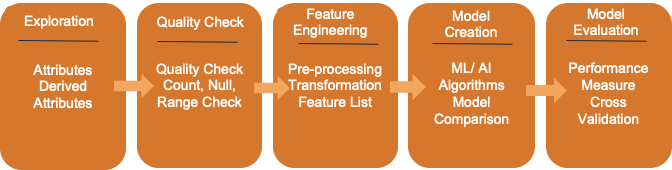 Exploration
Attributes
Derived
Attributes
Quality Check
Quality Check
Count, Null,
Range Check
Feature
Engineering
Pre-processing
Transformation
Feature List
Model
Creation
ML/ AI
Algorithms
Model
Comparison
Model
Evaluation
Performance
Measure
Cross
Validation